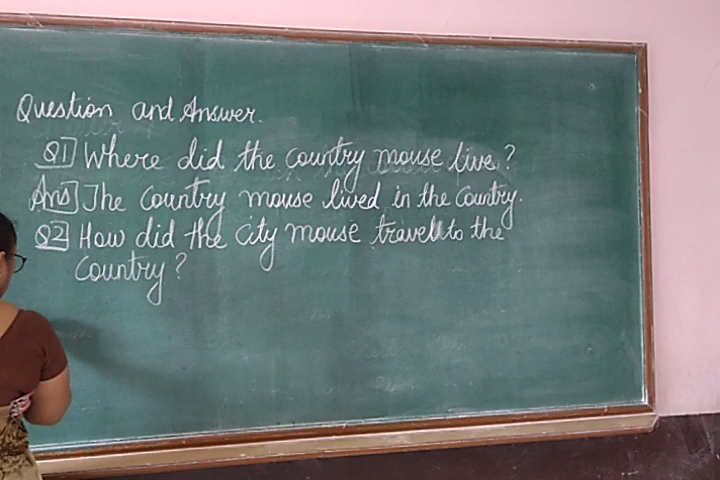 Question and Answer.
Q1] Where did the country mouse live ?
Ans] The Country mouse lived in the Country.
Q2] How did the city mouse travel to the
Country ?